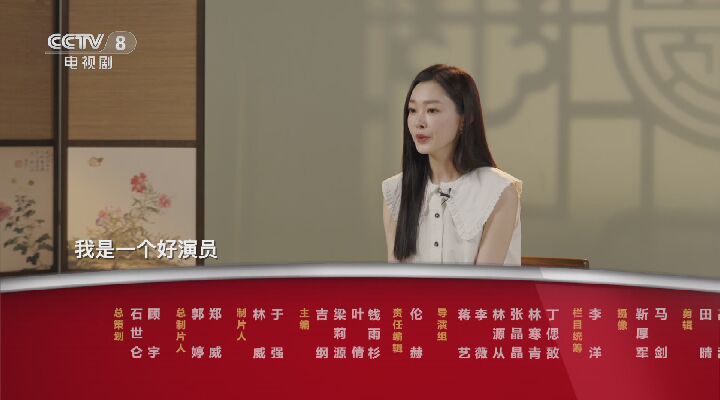 CCTV 8
电视剧
我是一个好演员
总策划
石世仑
顾宇
总制片人
郭婷
郑威
制片人
林威
于强
主编
吉纲
梁莉源
叶倩
钱雨杉
责任编辑
伦赫
导演组
蒋艺
李薇
林源从
张晶晶
林寒青
丁偲敔
栏目统筹
李洋
摄像
靳厚军
马剑
剪辑
田晴